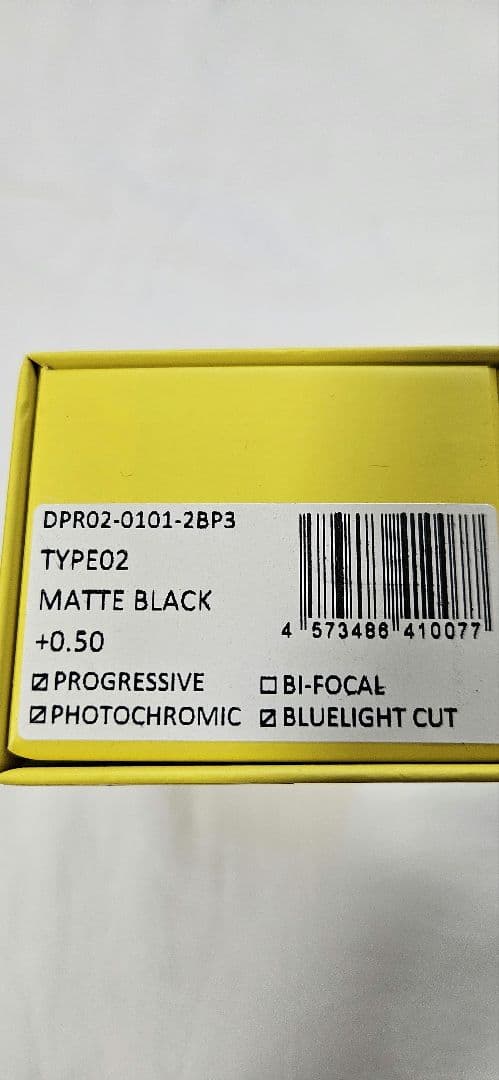 DPR02-0101-2BP3
TYPE02
MATTE BLACK
+0.50
4 573486 410077
☑ PROGRESSIVE ☐ BI-FOCAL
☑ PHOTOCHROMIC ☑ BLUELIGHT CUT